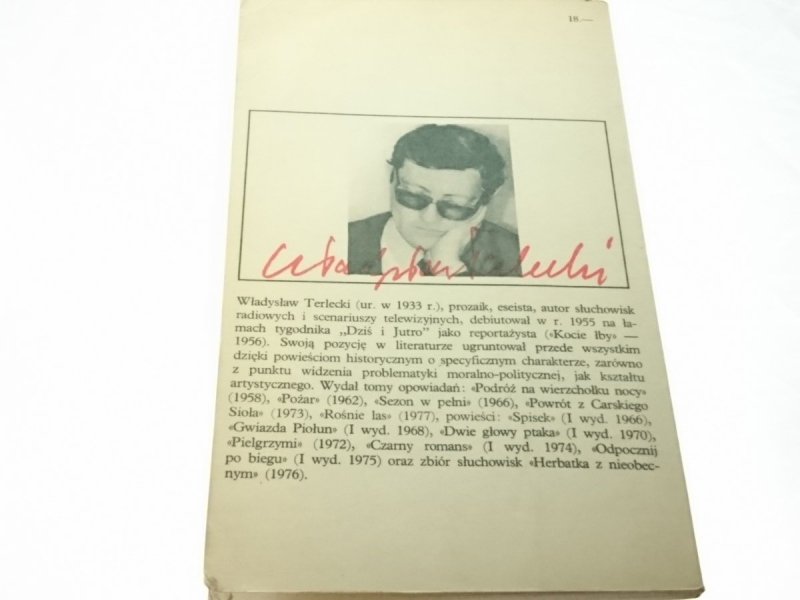 18.—
Władysław Terlecki
Władysław Terlecki (ur. w 1933 r.), prozaik, eseista, autor słuchowisk
radiowych i scenariuszy telewizyjnych, debiutował w r. 1955 na ła-
mach tygodnika „Dziś i Jutro” jako reportażysta («Kocie łby» —
1956). Swoją pozycję w literaturze ugruntował przede wszystkim
dzięki powieściom historycznym o specyficznym charakterze, zarówno
z punktu widzenia problematyki moralno-politycznej, jak kształtu
artystycznego. Wydał tomy opowiadań: «Podróż na wierzchołku nocy»
(1958), «Pożar» (1962), «Sezon w pełni» (1966), «Powrót z Carskiego
Sioła» (1973), «Rośnie las» (1977), powieści: «Spisek» (I wyd. 1966),
«Gwiazda Piołun» (I wyd. 1968), «Dwie głowy ptaka» (I wyd. 1970),
«Pielgrzymi» (1972), «Czarny romans» (I wyd. 1974), «Odpocznij
po biegu» (I wyd. 1975) oraz zbiór słuchowisk «Herbatka z nieobec-
nym» (1976).